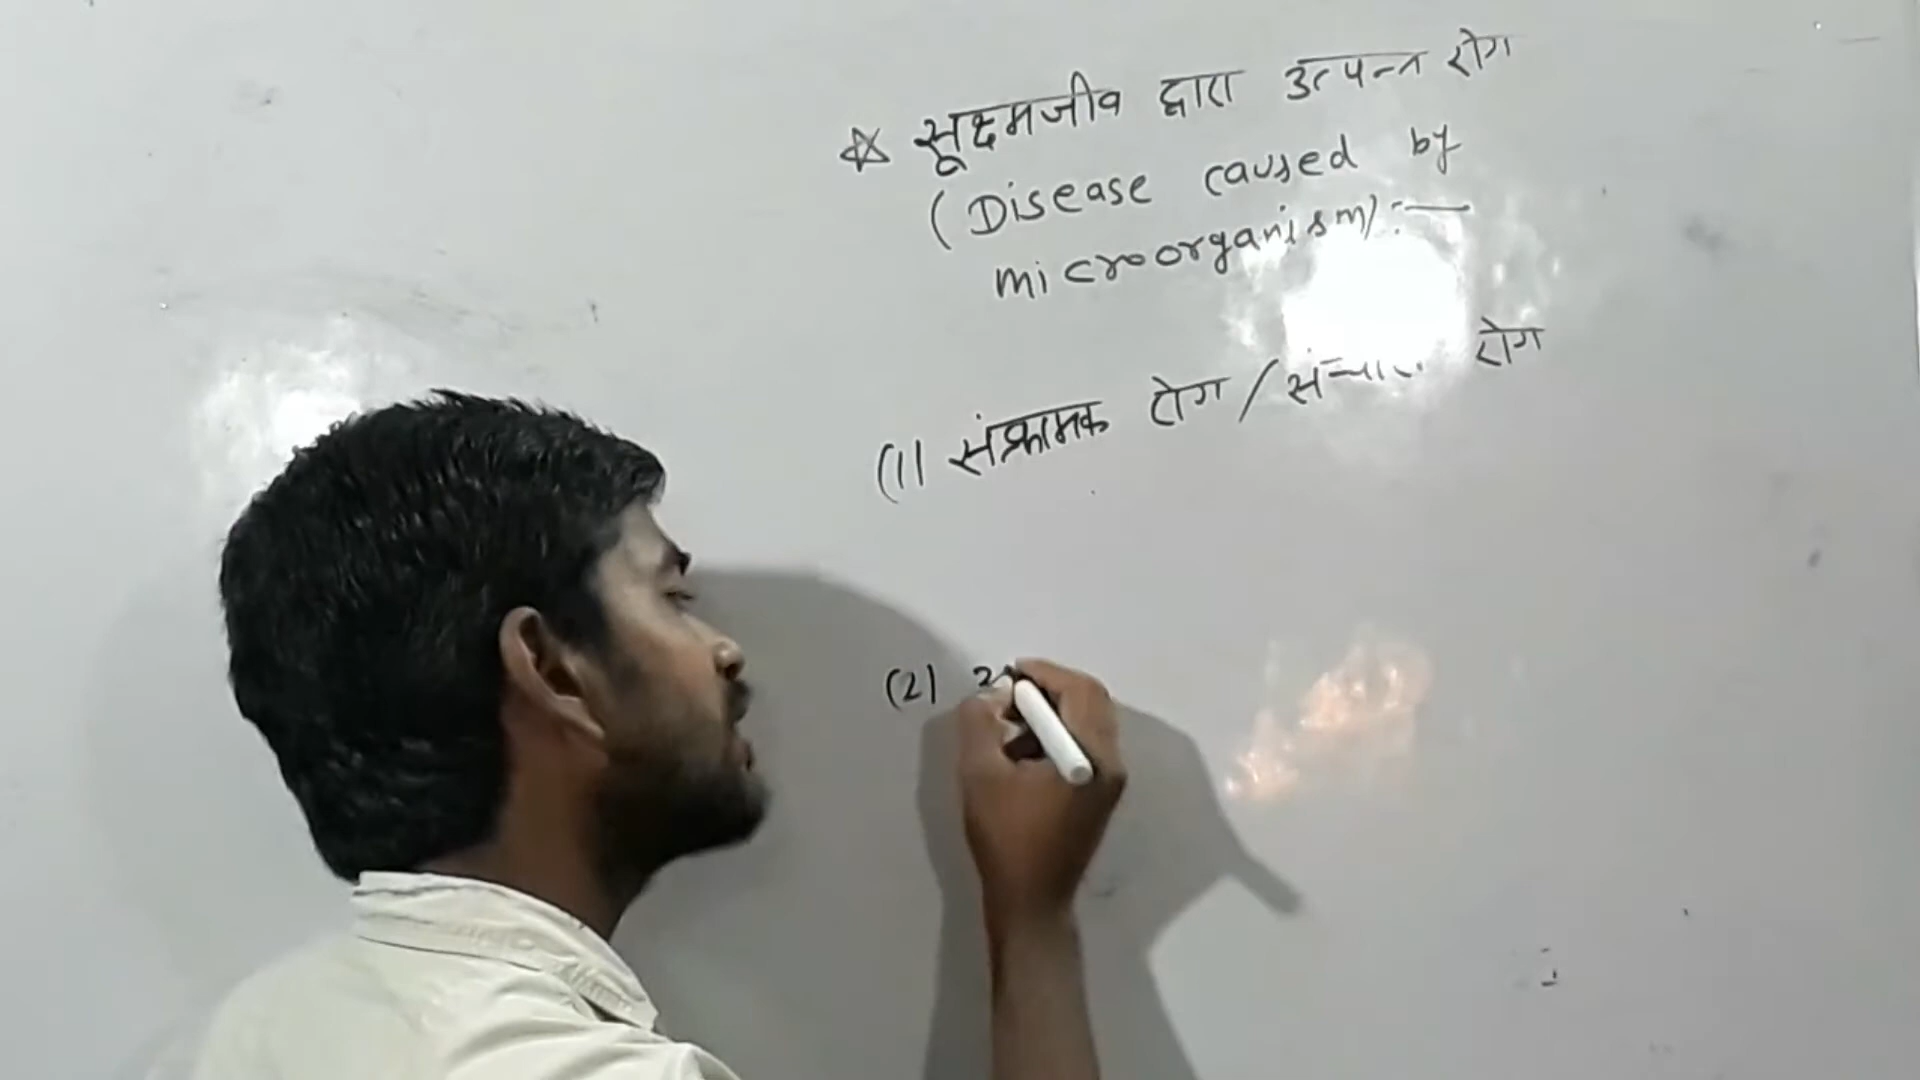 ☆ सूक्ष्मजीव द्वारा उत्पन्न रोग
(Disease caused by
microorganism) :—
(1) संक्रामक रोग /
रोग
(2)